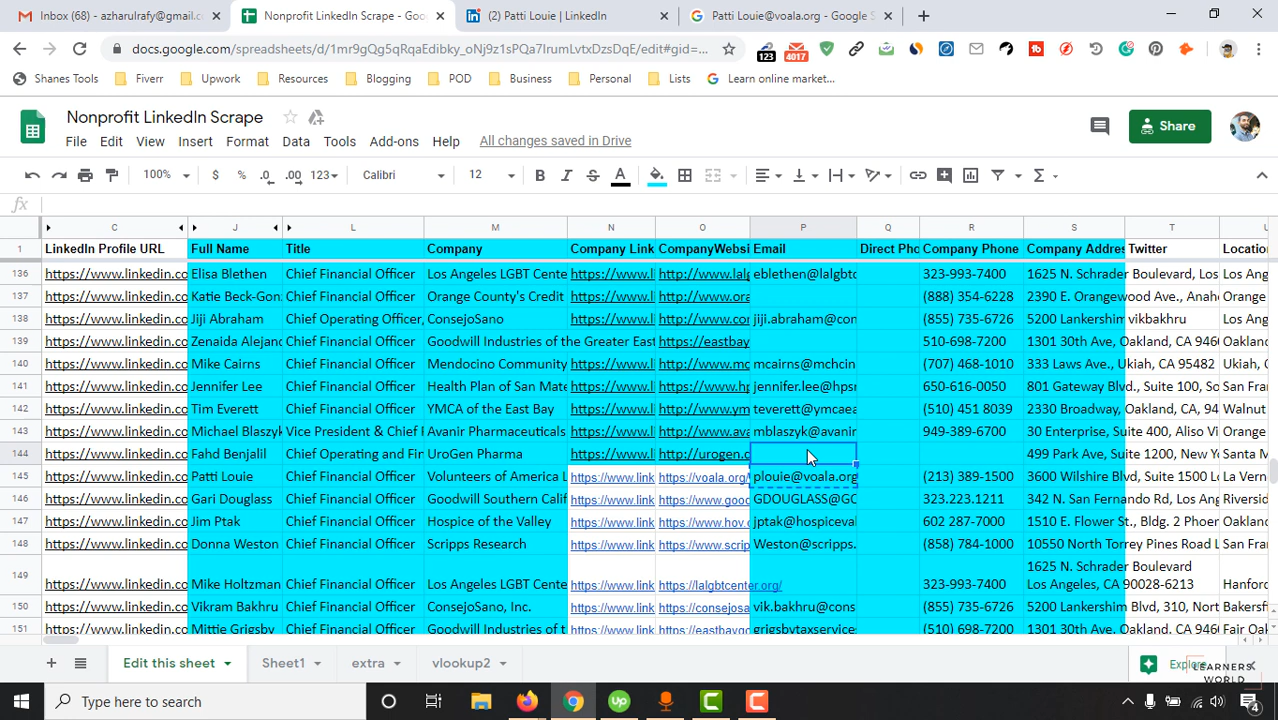 Inbox (68) - azharulrafy@gmail.co
Nonprofit LinkedIn Scrape - Goo
(2) Patti Louie | LinkedIn
Patti Louie@voala.org - Google S
docs.google.com/spreadsheets/d/1mr9gQg5qRqaEdibky_oNj9z1sPQa7IrumLvtxDzsDqE/edit#gid=...
123
4017
Shanes Tools
Fiverr
Upwork
Resources
Blogging
POD
Business
Personal
Lists
Learn online market...
Nonprofit LinkedIn Scrape
File Edit View Insert Format Data Tools Add-ons Help All changes saved in Drive
Share
100% $ % .0 .00 123 Calibri 12 B I S A
fx
C J L M N O P Q R S T U
1 LinkedIn Profile URL Full Name Title Company Company Link CompanyWebsi Email Direct Pho Company Phone Company Addres Twitter Location
136 https://www.linkedin.co Elisa Blethen Chief Financial Officer Los Angeles LGBT Cente https://www.li http://www.lalg eblethen@lalgbtc 323-993-7400 1625 N. Schrader Boulevard, Los Los Ang
137 https://www.linkedin.co Katie Beck-Gon Chief Financial Officer Orange County's Credit https://www.li http://www.ora (888) 354-6228 2390 E. Orangewood Ave., Anahe Orange
138 https://www.linkedin.co Jiji Abraham Chief Operating Officer, ConsejoSano https://www.li http://www.con jiji.abraham@con (855) 735-6726 5200 Lankershim vikbakhru Los Ang
139 https://www.linkedin.co Zenaida Alejand Chief Financial Officer Goodwill Industries of the Greater East https://eastbay 510-698-7200 1301 30th Ave, Oakland, CA 946 Oakland
140 https://www.linkedin.co Mike Cairns Chief Financial Officer Mendocino Community https://www.li http://www.mc mcairns@mchcin (707) 468-1010 333 Laws Ave., Ukiah, CA 95482 Ukiah, C
141 https://www.linkedin.co Jennifer Lee Chief Financial Officer Health Plan of San Mate https://www.li http://www.hp jennifer.lee@hpsr 650-616-0050 801 Gateway Blvd., Suite 100, So San Fran
142 https://www.linkedin.co Tim Everett Chief Financial Officer YMCA of the East Bay https://www.li http://www.ym teverett@ymcaea (510) 451 8039 2330 Broadway, Oakland, CA, 94 Walnut
143 https://www.linkedin.co Michael Blaszyk Vice President & Chief F Avanir Pharmaceuticals https://www.li http://www.ava mblaszyk@avanir 949-389-6700 30 Enterprise, Suite 400, Aliso Vi Orange
144 https://www.linkedin.co Fahd Benjalil Chief Operating and Fin UroGen Pharma https://www.li http://urogen.c 499 Park Ave, Suite 1200, New Y Santa M
145 https://www.linkedin.co Patti Louie Chief Financial Officer Volunteers of America L https://www.link https://voala.org/ plouie@voala.org (213) 389-1500 3600 Wilshire Blvd., Suite 1500 L La Verne
146 https://www.linkedin.co Gari Douglass Chief Financial Officer Goodwill Southern Calif https://www.link https://www.goo GDOUGLASS@GC 323.223.1211 342 N. San Fernando Rd, Los Ang Riverside
147 https://www.linkedin.co Jim Ptak Chief Financial Officer Hospice of the Valley https://www.link https://www.hov. jptak@hospiceval 602 287-7000 1510 E. Flower St., Bldg. 2 Phoer Los Ang
148 https://www.linkedin.co Donna Weston Chief Financial Officer Scripps Research https://www.link https://www.scrip Weston@scripps. (858) 784-1000 10550 North Torrey Pines Road L San Fran
1625 N. Schrader Boulevard
149 https://www.linkedin.co Mike Holtzman Chief Financial Officer Los Angeles LGBT Cente https://www.link https://lalgbtcenter.org/ 323-993-7400 Los Angeles, CA 90028-6213 Hanford
150 https://www.linkedin.co Vikram Bakhru Chief Financial Officer ConsejoSano, Inc. https://www.link https://consejosa vik.bakhru@cons (855) 735-6726 5200 Lankershim Blvd, 310, Nort Bakersf
151 https://www.linkedin.co Mittie Grigsby Chief Financial Officer Goodwill Industries of t https://www.link https://eastbaygo grigsbytaxservice (510) 698-7200 1301 30th Ave, Oakland, CA 946 Fair Oa
Edit this sheet Sheet1 extra vlookup2 Explore
LEARNERS
WORLD
Type here to search
4